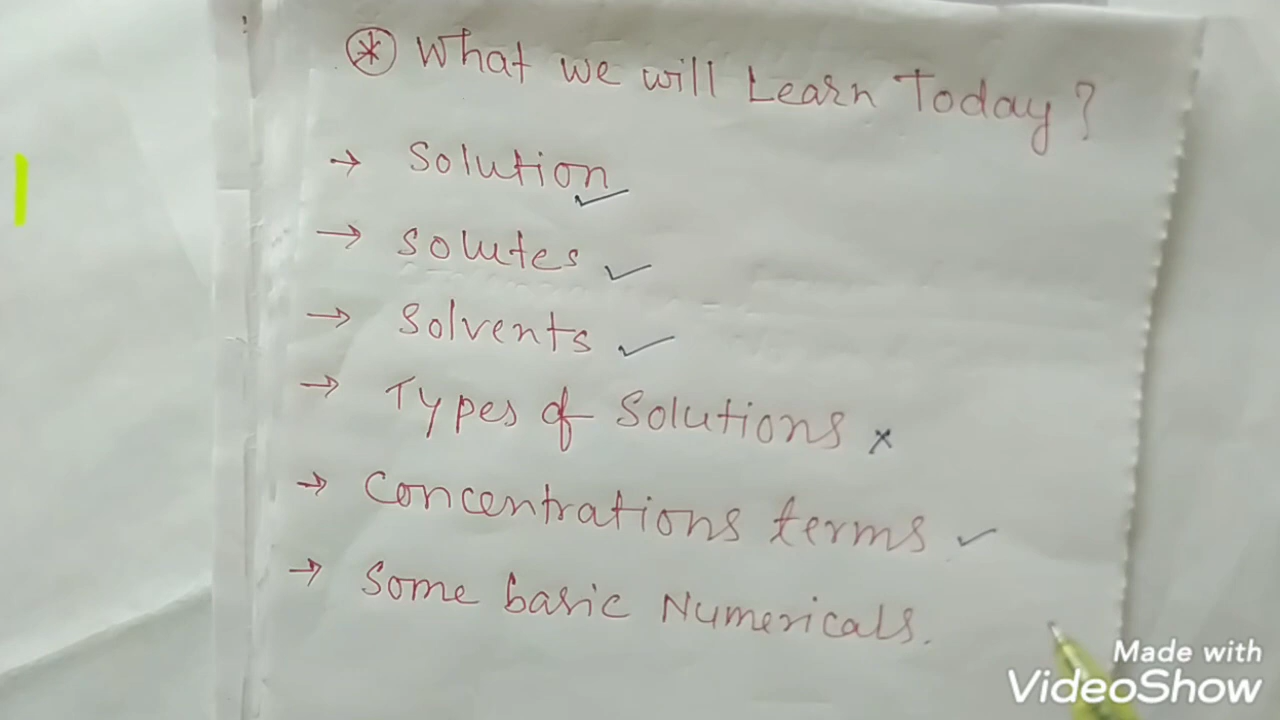 ⊛ What we will Learn Today?
→ Solution ✓
→ Solutes ✓
→ Solvents ✓
→ Types of Solutions ×
→ Concentrations terms ✓
→ Some basic Numericals.
Made with
VideoShow